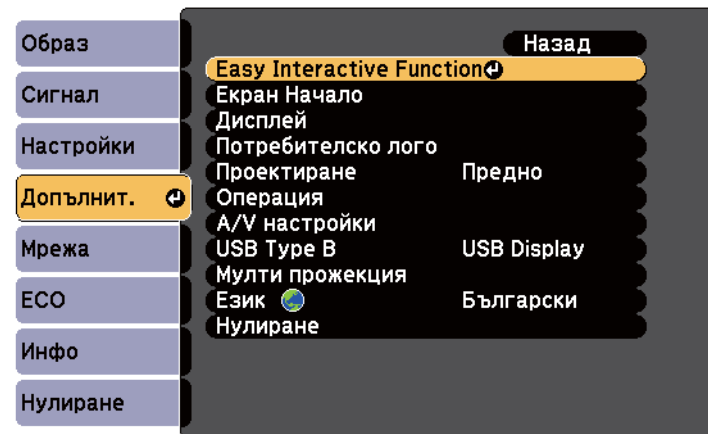 Образ
Сигнал
Настройки
Допълнит.
Мрежа
ECO
Инфо
Нулиране
Назад
Easy Interactive Function
Екран Начало
Дисплей
Потребителско лого
Проектиране Предно
Операция
A/V настройки
USB Type B USB Display
Мулти прожекция
Език Български
Нулиране